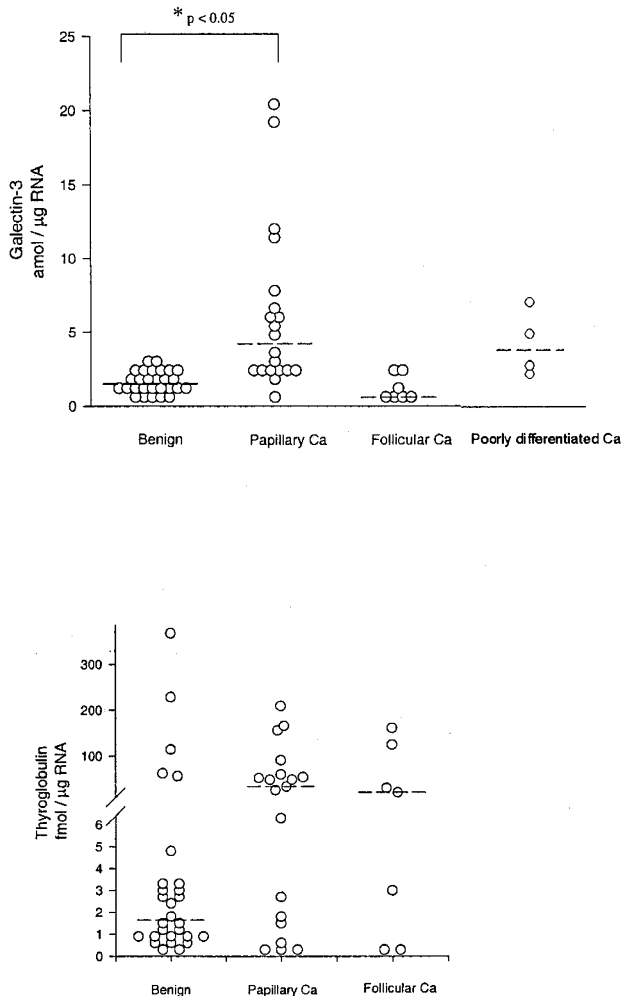 * p < 0.05
25
20
15
10
5
0
Galectin-3
amol / µg RNA
Benign
Papillary Ca
Follicular Ca
Poorly differentiated Ca
300
200
100
6
5
4
3
2
1
0
Thyroglobulin
fmol / µg RNA
Benign
Papillary Ca
Follicular Ca